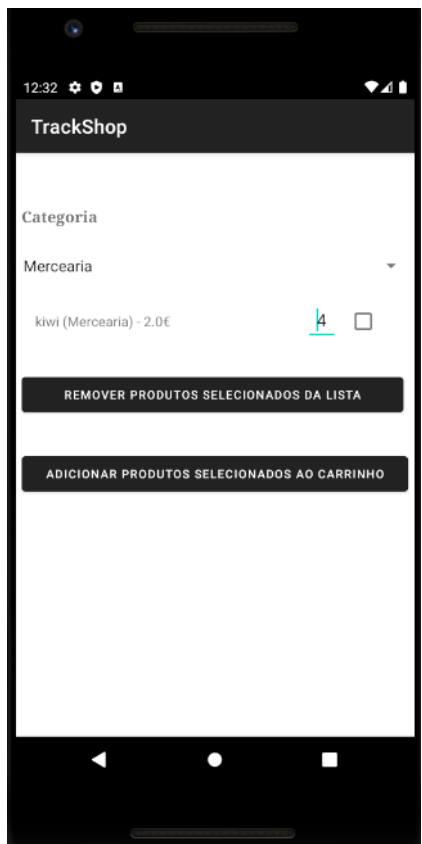 12:32
TrackShop
Categoria
Mercearia
kiwi (Mercearia) - 2.0€ 4
REMOVER PRODUTOS SELECIONADOS DA LISTA
ADICIONAR PRODUTOS SELECIONADOS AO CARRINHO